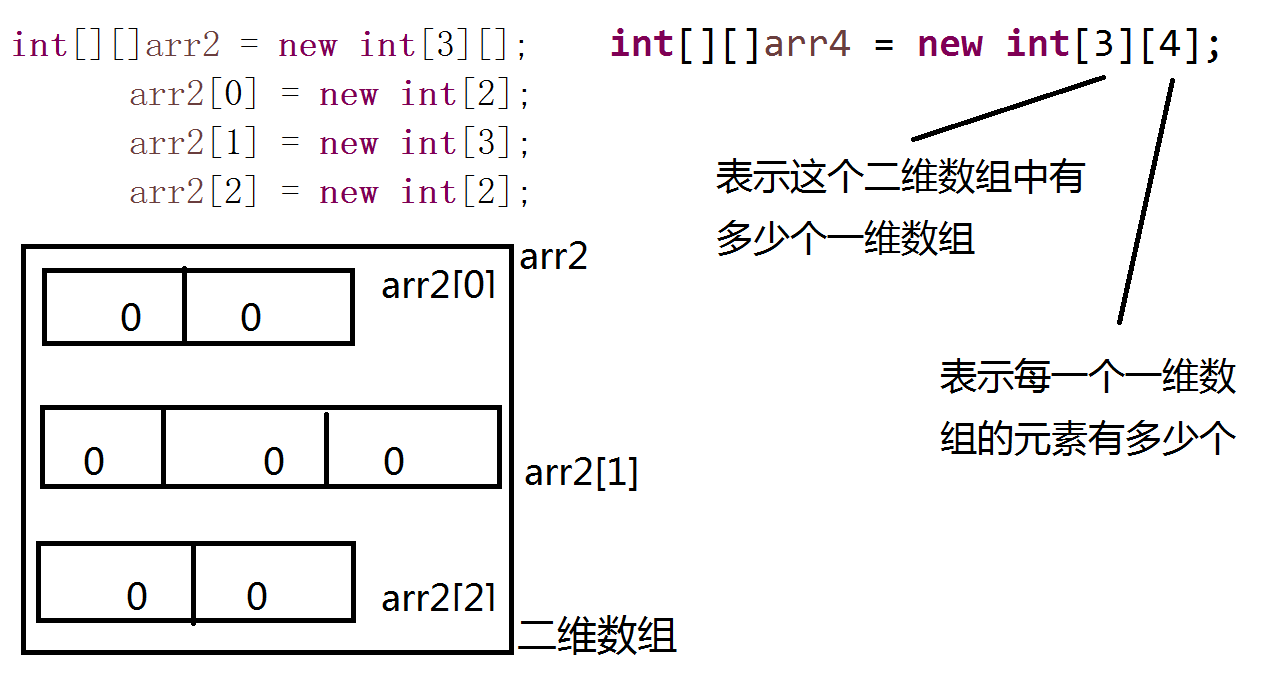 int[][]arr2 = new int[3][];
arr2[0] = new int[2];
arr2[1] = new int[3];
arr2[2] = new int[2];
int[][]arr4 = new int[3][4];
表示这个二维数组中有
多少个一维数组
表示每一个一维数
组的元素有多少个
arr2
arr2[0]
0 0
0 0 0
arr2[1]
0 0
arr2[2]
二维数组